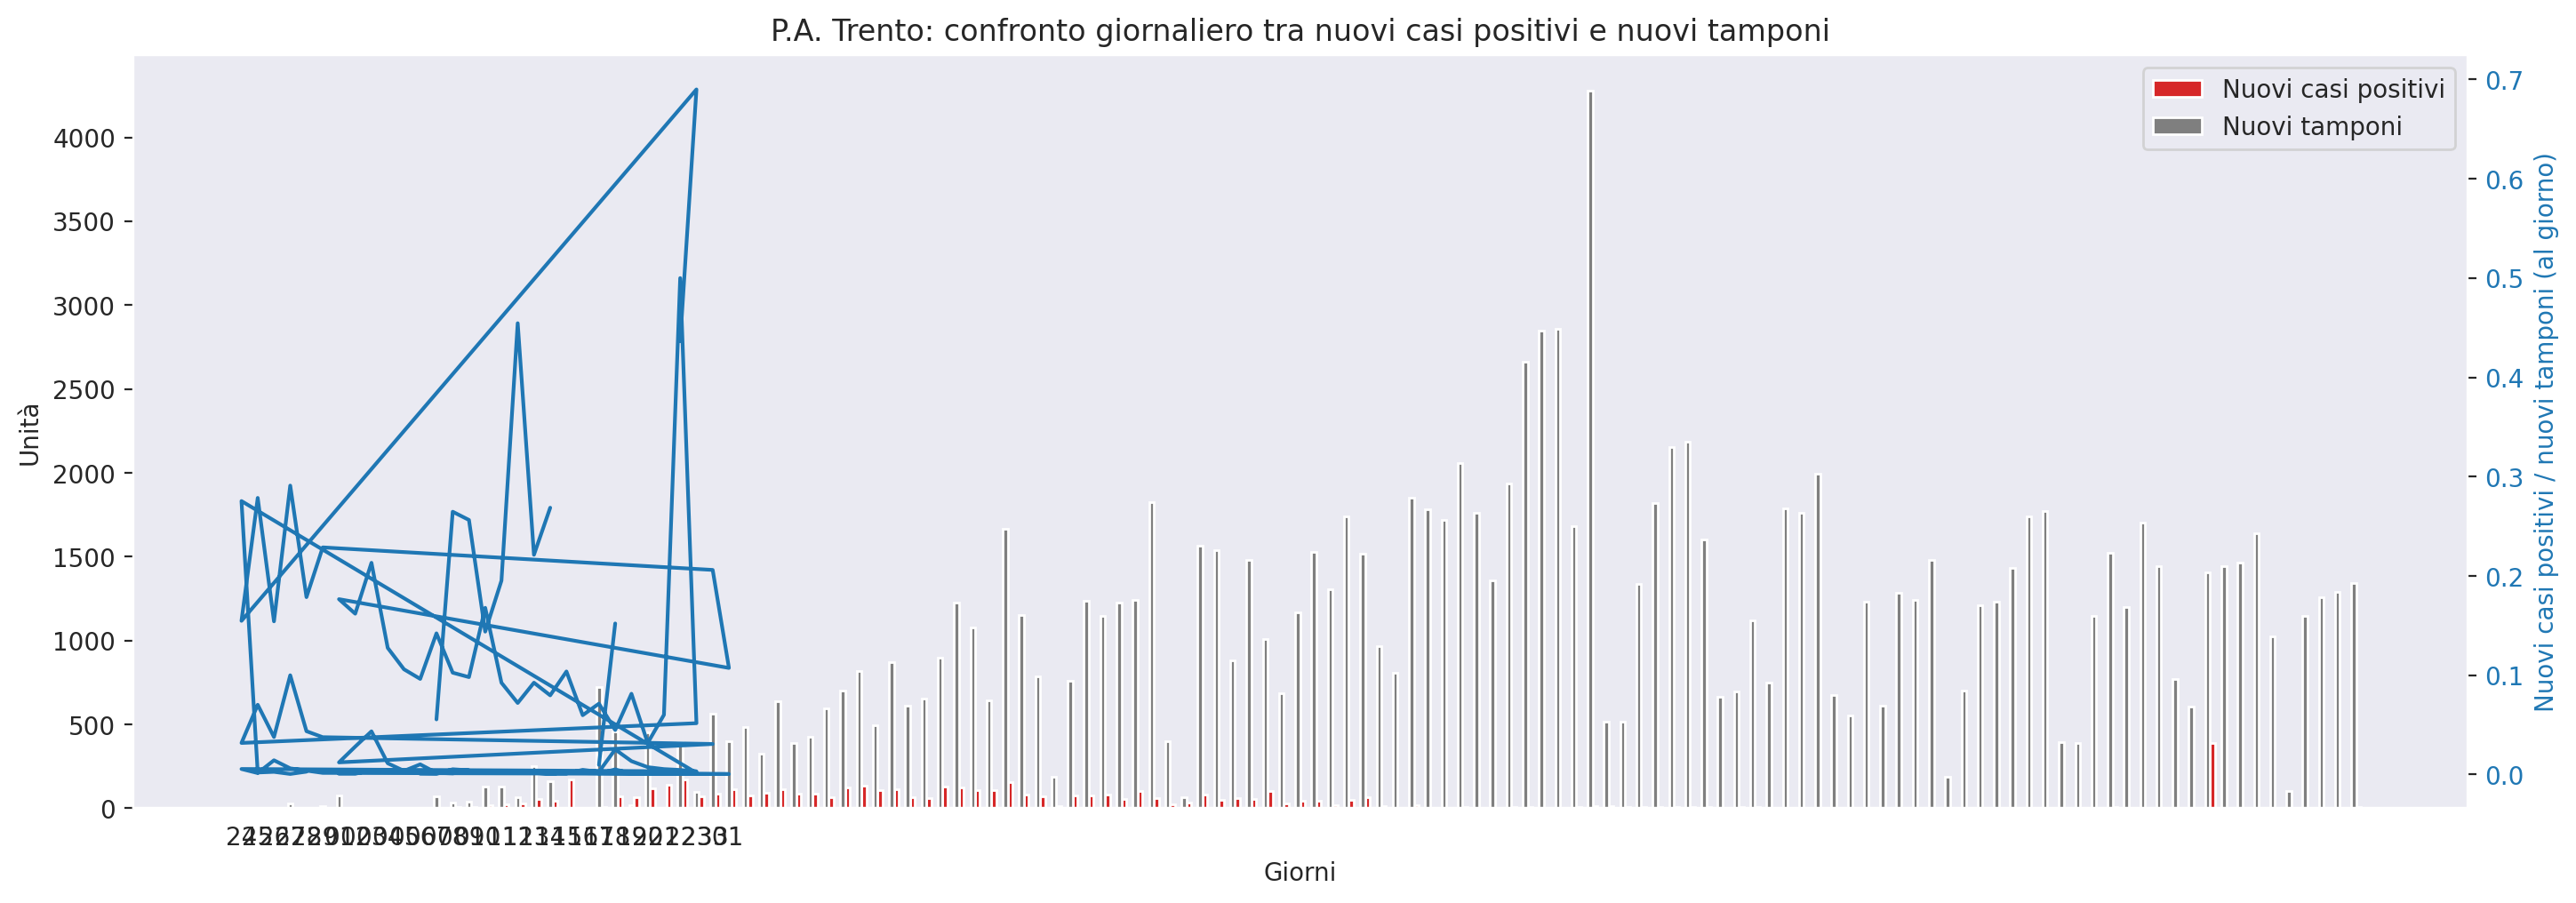 P.A. Trento: confronto giornaliero tra nuovi casi positivi e nuovi tamponi
Nuovi casi positivi
Nuovi tamponi
Unità
4000
3500
3000
2500
2000
1500
1000
500
0
0.7
0.6
0.5
0.4
0.3
0.2
0.1
0.0
Nuovi casi positivi / nuovi tamponi (al giorno)
Giorni